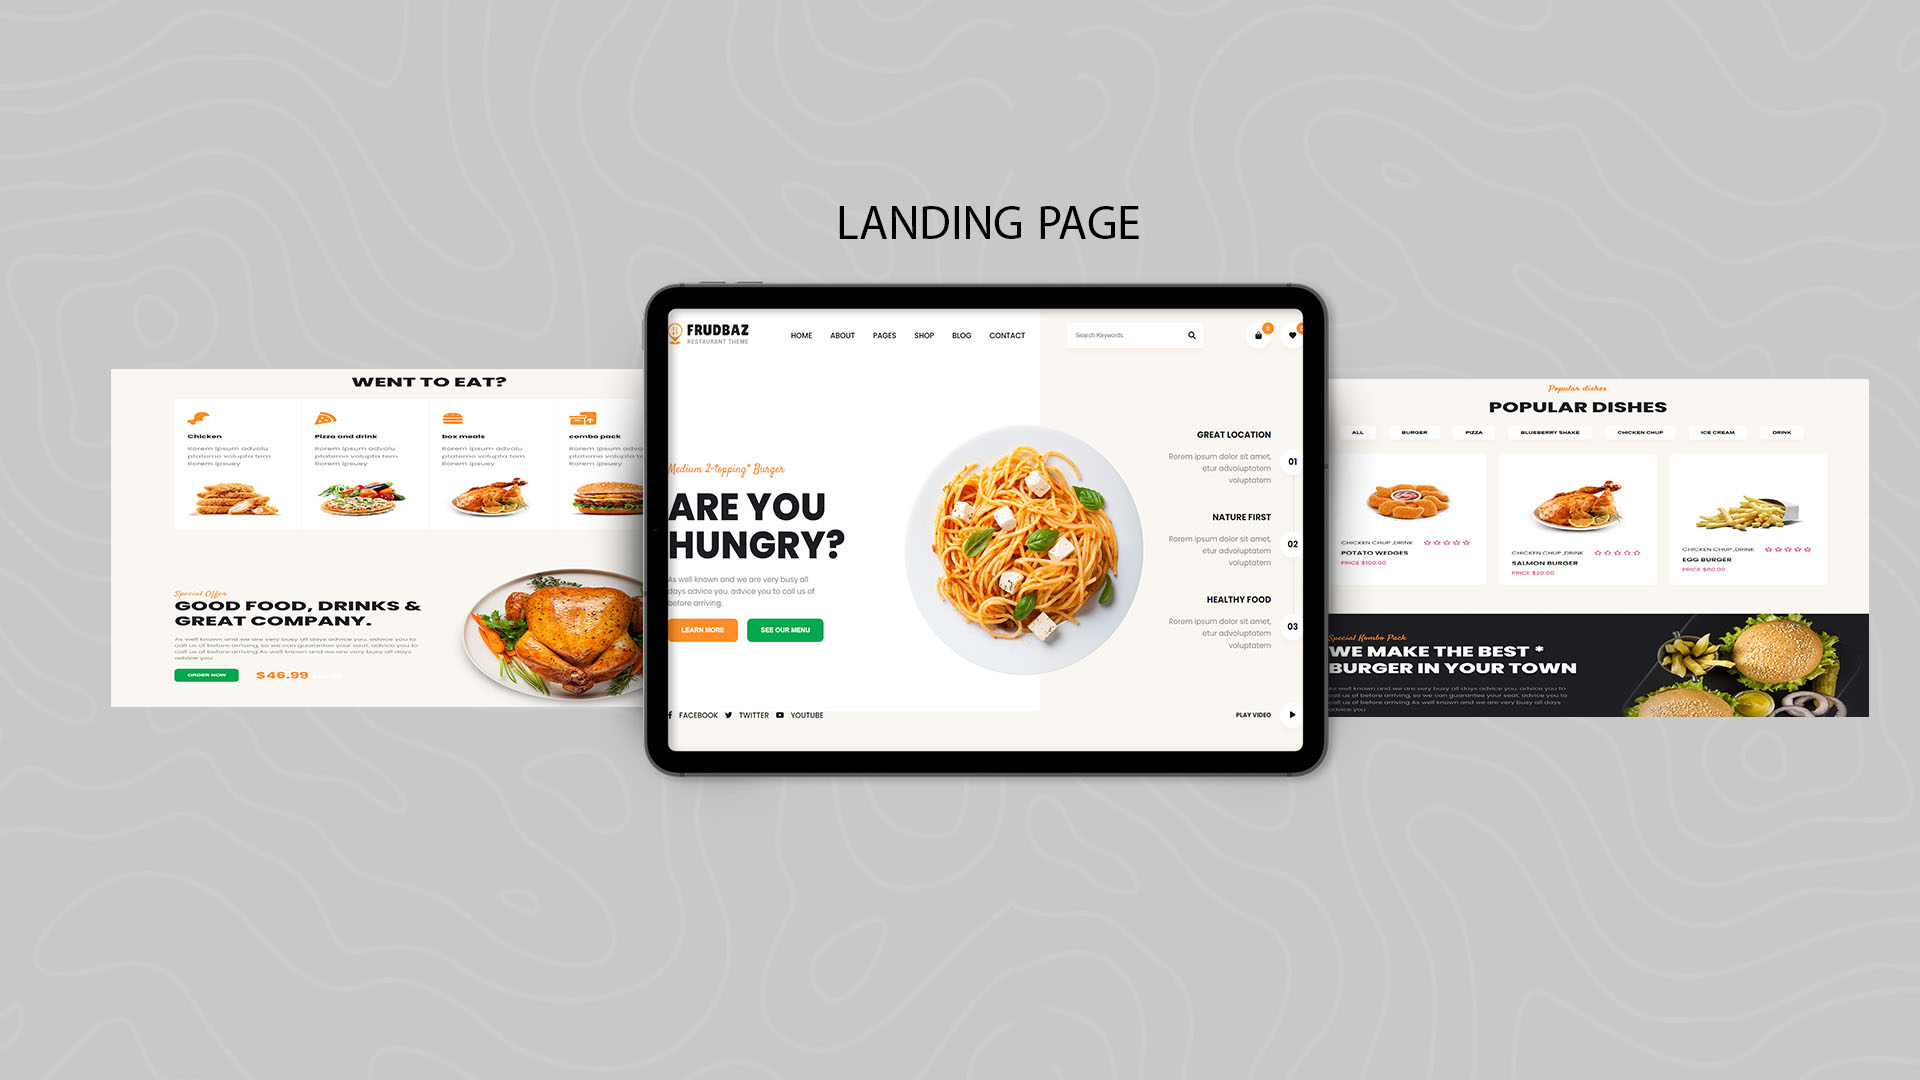 LANDING PAGE
WENT TO EAT?
Chicken
Rorem ipsum advolu
ptateme volupta tem
Rorem ipsuey
Pizza and drink
Rorem ipsum advolu
ptateme volupta tem
Rorem ipsuey
box meals
Rorem ipsum advolu
ptateme volupta tem
Rorem ipsuey
combo pack
Rorem ipsum
ptateme volupta
Rorem ipsuey
Special Offer
GOOD FOOD, DRINKS &
GREAT COMPANY.
As well known and we are very busy all days advice you. advice you to
call us of before arriving, so we can guarantee your seat. advice you to
call us of before arriving As well known and we are very busy all days
advice you
ORDER NOW
$46.99
FRUDBAZ
RESTAURANT THEME
HOME ABOUT PAGES SHOP BLOG CONTACT
Search Keywords
0
Medium 2-topping* Burger
ARE YOU
HUNGRY?
As well known and we are very busy all
days advice you. advice you to call us of
before arriving.
LEARN MORE SEE OUR MENU
FACEBOOK TWITTER YOUTUBE
GREAT LOCATION
Rorem ipsum dolor sit amet,
etur advoluptatem
voluptatem
01
NATURE FIRST
Rorem ipsum dolor sit amet,
etur advoluptatem
voluptatem
02
HEALTHY FOOD
Rorem ipsum dolor sit amet,
etur advoluptatem
voluptatem
03
PLAY VIDEO
Popular dishes
POPULAR DISHES
ALL BURGER PIZZA BLUEBERRY SHAKE CHICKEN CHUP ICE CREAM DRINK
CHICKEN CHUP ,DRINK
POTATO WEDGES
PRICE $100.00
CHICKEN CHUP ,DRINK
SALMON BURGER
PRICE $20.00
CHICKEN CHUP ,DRINK
EGG BURGER
PRICE $50.00
Special Kombo Pack
WE MAKE THE BEST *
BURGER IN YOUR TOWN
As well known and we are very busy all days advice you. advice you to
call us of before arriving, so we can guarantee your seat, advice you to
call us of before arriving As well known and we are very busy all days
advice you